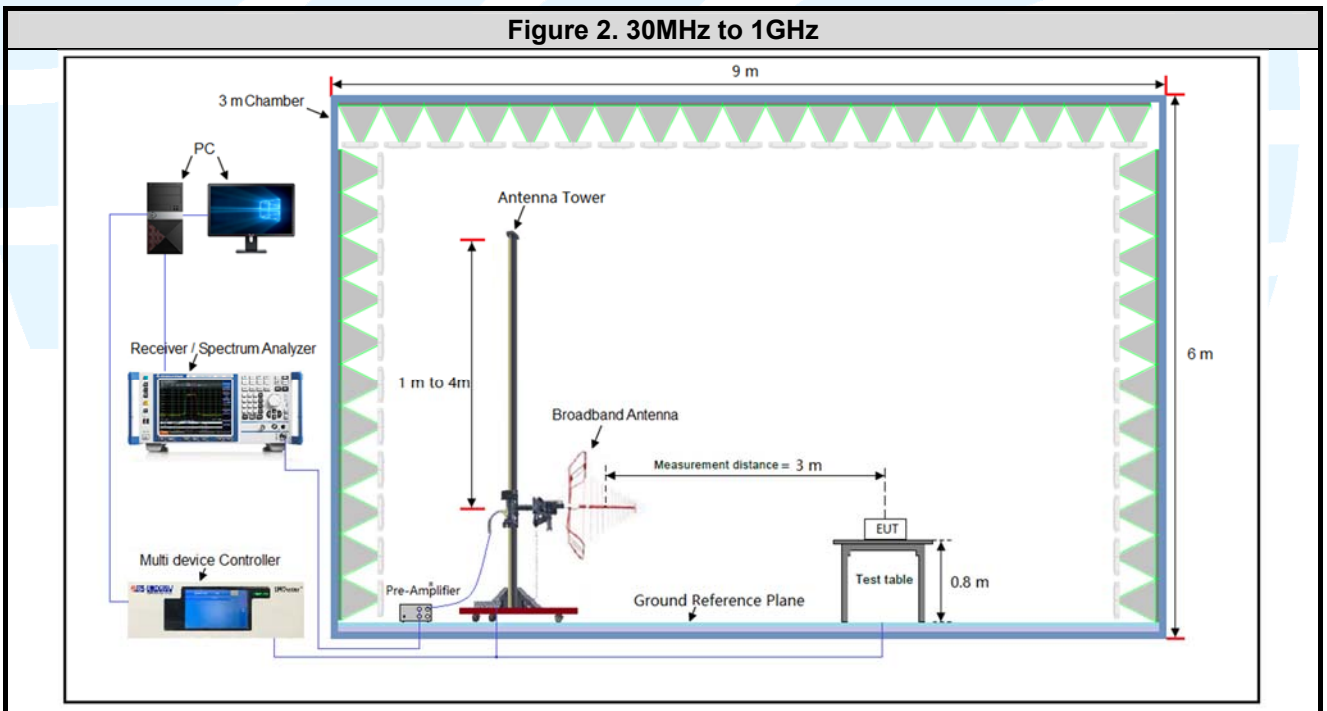 Figure 2. 30MHz to 1GHz
9 m
3 m Chamber
PC
Antenna Tower
6 m
Receiver / Spectrum Analyzer
1 m to 4m
Broadband Antenna
Measurement distance = 3 m
EUT
Multi device Controller
Test table
0.8 m
Pre-Amplifier
Ground Reference Plane